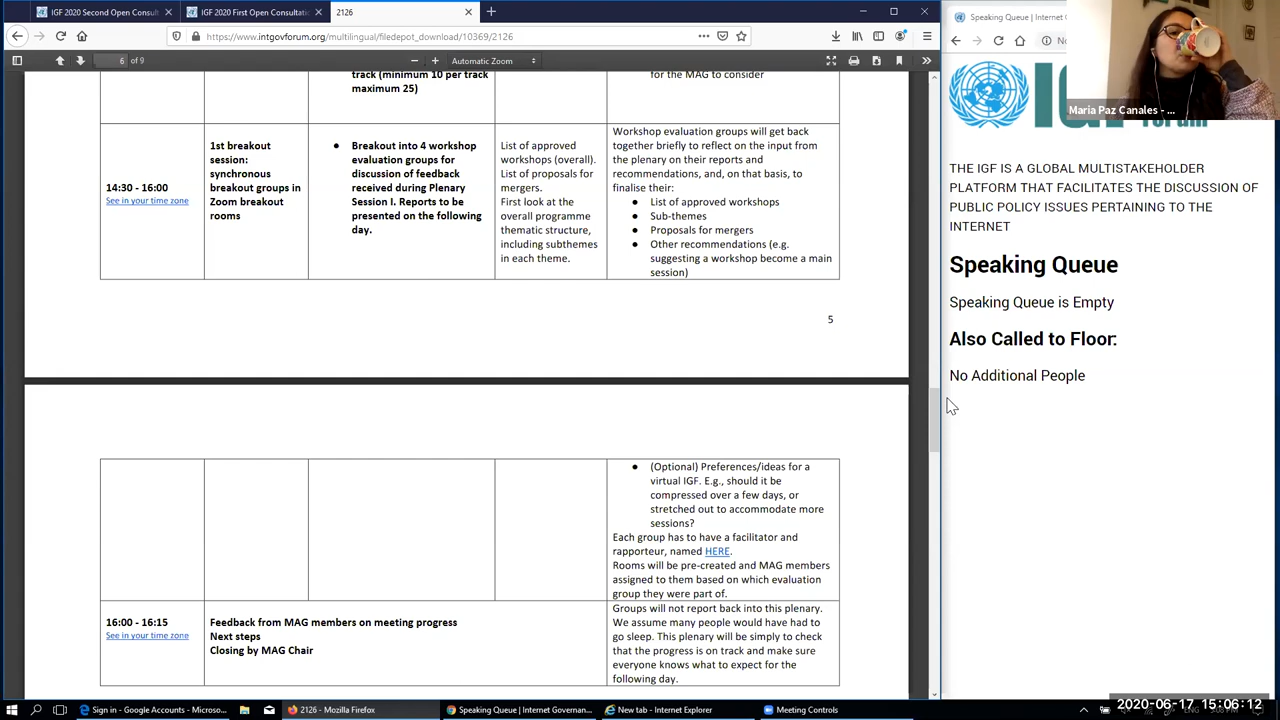 IGF 2020 Second Open Consult
IGF 2020 First Open Consultati
2126
https://www.intgovforum.org/multilingual/filedepot_download/10369/2126
6 of 9
Automatic Zoom
track (minimum 10 per track
maximum 25)
for the MAG to consider
14:30 - 16:00
See in your time zone
1st breakout
session:
synchronous
breakout groups in
Zoom breakout
rooms
● Breakout into 4 workshop
evaluation groups for
discussion of feedback
received during Plenary
Session I. Reports to be
presented on the following
day.
List of approved
workshops (overall).
List of proposals for
mergers.
First look at the
overall programme
thematic structure,
including subthemes
in each theme.
Workshop evaluation groups will get back
together briefly to reflect on the input from
the plenary on their reports and
recommendations, and, on that basis, to
finalise their:
● List of approved workshops
● Sub-themes
● Proposals for mergers
● Other recommendations (e.g.
suggesting a workshop become a main
session)
5
● (Optional) Preferences/ideas for a
virtual IGF. E.g., should it be
compressed over a few days, or
stretched out to accommodate more
sessions?
Each group has to have a facilitator and
rapporteur, named HERE.
Rooms will be pre-created and MAG members
assigned to them based on which evaluation
group they were part of.
16:00 - 16:15
See in your time zone
Feedback from MAG members on meeting progress
Next steps
Closing by MAG Chair
Groups will not report back into this plenary.
We assume many people would have had to
go sleep. This plenary will be simply to check
that the progress is on track and make sure
everyone knows what to expect for the
following day.
Speaking Queue | Internet G
No
Maria Paz Canales - ...
THE IGF IS A GLOBAL MULTISTAKEHOLDER
PLATFORM THAT FACILITATES THE DISCUSSION OF
PUBLIC POLICY ISSUES PERTAINING TO THE
INTERNET
Speaking Queue
Speaking Queue is Empty
Also Called to Floor:
No Additional People
Sign in - Google Accounts - Microso...
2126 - Mozilla Firefox
Speaking Queue | Internet Governan...
New tab - Internet Explorer
Meeting Controls
2020-06-17 15:06:12